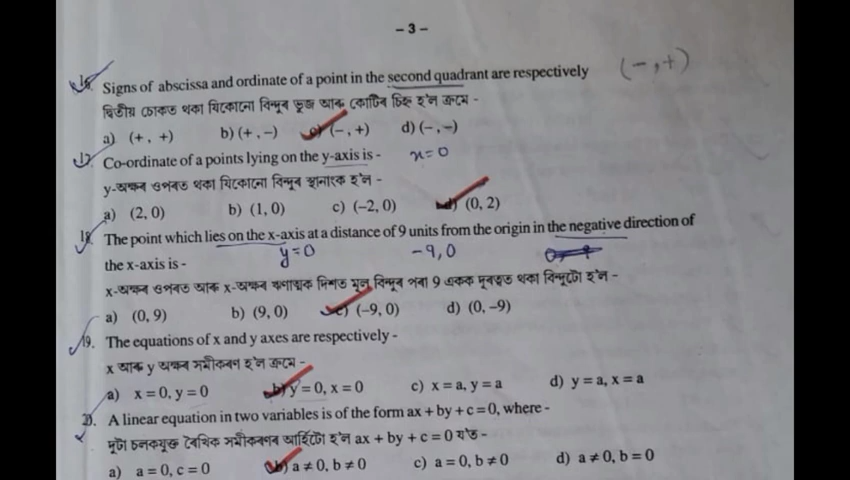 – 3 –
16. Signs of abscissa and ordinate of a point in the second quadrant are respectively (–, +)
দ্বিতীয় চোকত থকা যিকোনো বিন্দুৰ ভূজ আৰু কোটিৰ চিহ্ন হ'ল ক্ৰমে -
a) (+, +) b) (+, –) c) (–, +) d) (–, –)
17. Co-ordinate of a points lying on the y-axis is - x=0
y-অক্ষৰ ওপৰত থকা যিকোনো বিন্দুৰ স্থানাংক হ'ল -
a) (2, 0) b) (1, 0) c) (–2, 0) d) (0, 2)
18. The point which lies on the x-axis at a distance of 9 units from the origin in the negative direction of
y=0 -9,0
the x-axis is -
x-অক্ষৰ ওপৰত আৰু x-অক্ষৰ ঋণাত্মক দিশত মূল বিন্দুৰ পৰা 9 একক দূৰত্বত থকা বিন্দুটো হ'ল -
a) (0, 9) b) (9, 0) c) (–9, 0) d) (0, –9)
19. The equations of x and y axes are respectively -
x আৰু y অক্ষৰ সমীকৰণ হ'ল ক্ৰমে -
a) x = 0, y = 0 b) y = 0, x = 0 c) x = a, y = a d) y = a, x = a
20. A linear equation in two variables is of the form ax + by + c = 0, where -
দুটা চলকযুক্ত ৰৈখিক সমীকৰণৰ আৰ্হিটো হ'ল ax + by + c = 0 য'ত -
a) a = 0, c = 0 b) a ≠ 0, b ≠ 0 c) a = 0, b ≠ 0 d) a ≠ 0, b = 0